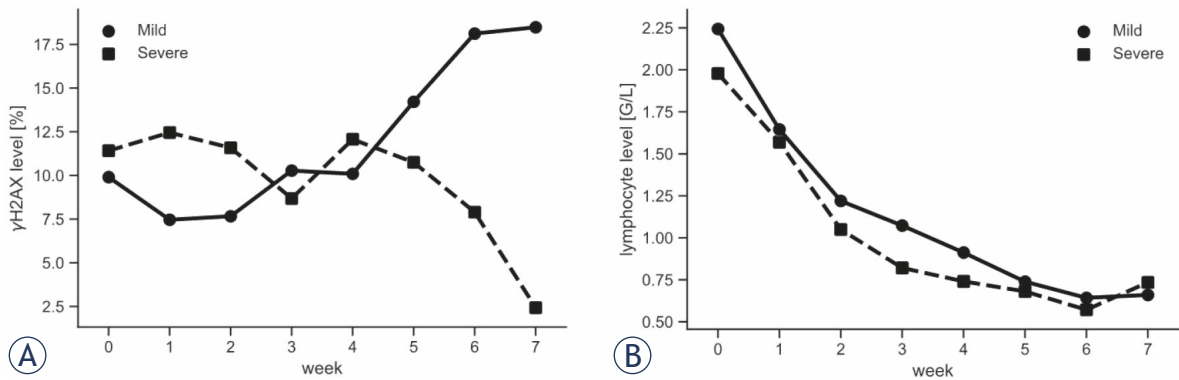 Mild
Severe
17.5
15.0
12.5
10.0
7.5
5.0
2.5
γH2AX level [%]
0 1 2 3 4 5 6 7
week
A
Mild
Severe
2.25
2.00
1.75
1.50
1.25
1.00
0.75
0.50
lymphocyte level [G/L]
0 1 2 3 4 5 6 7
week
B